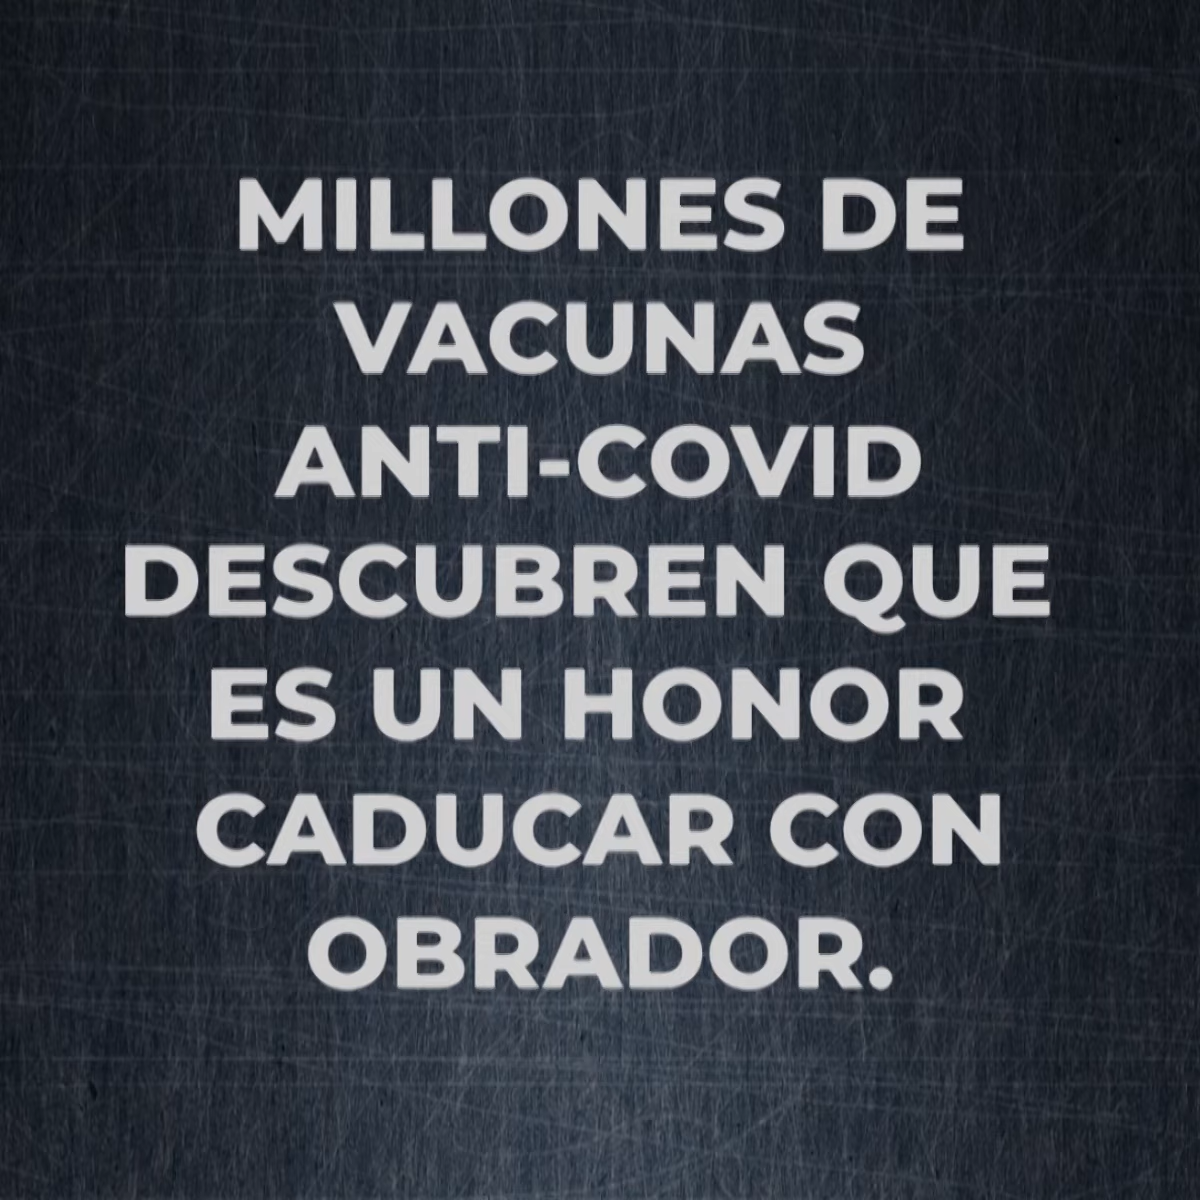 MILLONES DE
VACUNAS
ANTI-COVID
DESCUBREN QUE
ES UN HONOR
CADUCAR CON
OBRADOR.